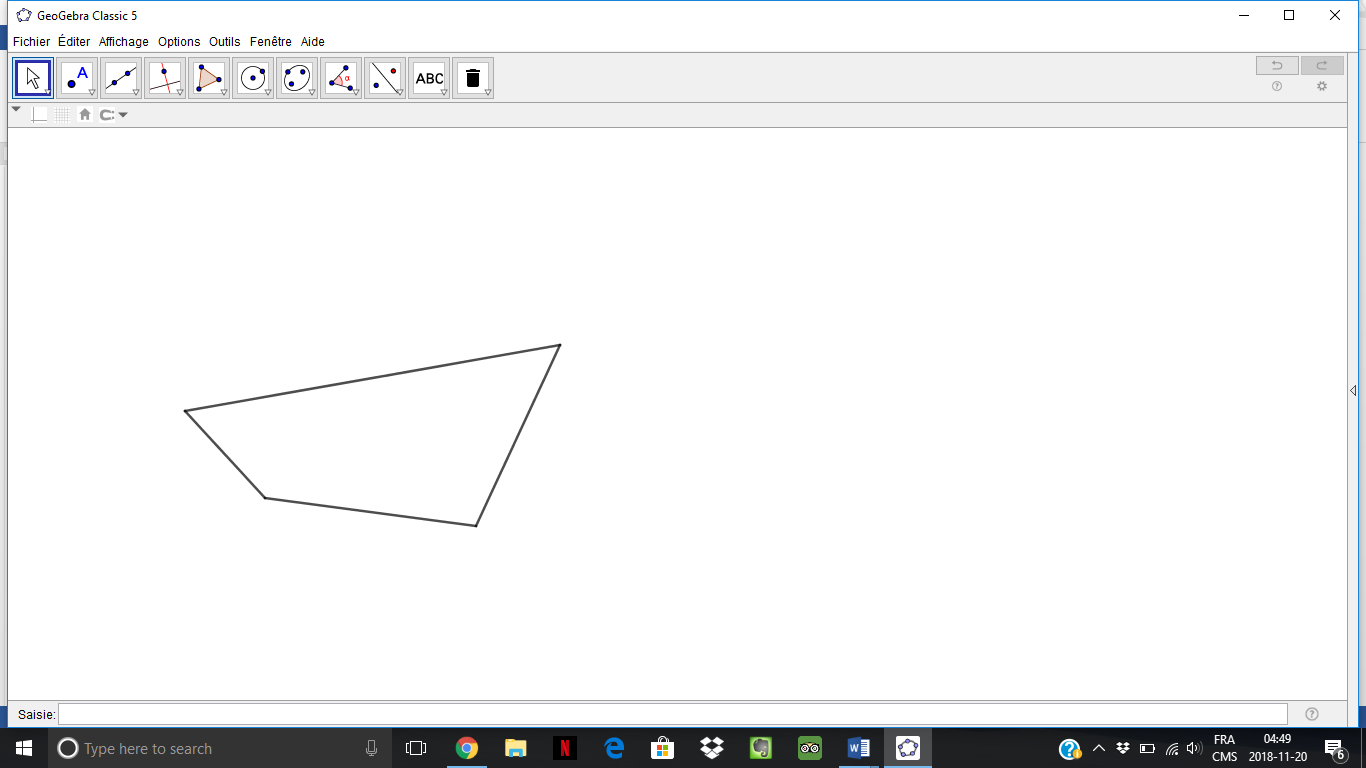 GeoGebra Classic 5
Fichier Éditer Affichage Options Outils Fenêtre Aide
A
α
ABC
Saisie:
Type here to search
N
W
FRA
CMS
04:49
2018-11-20
6